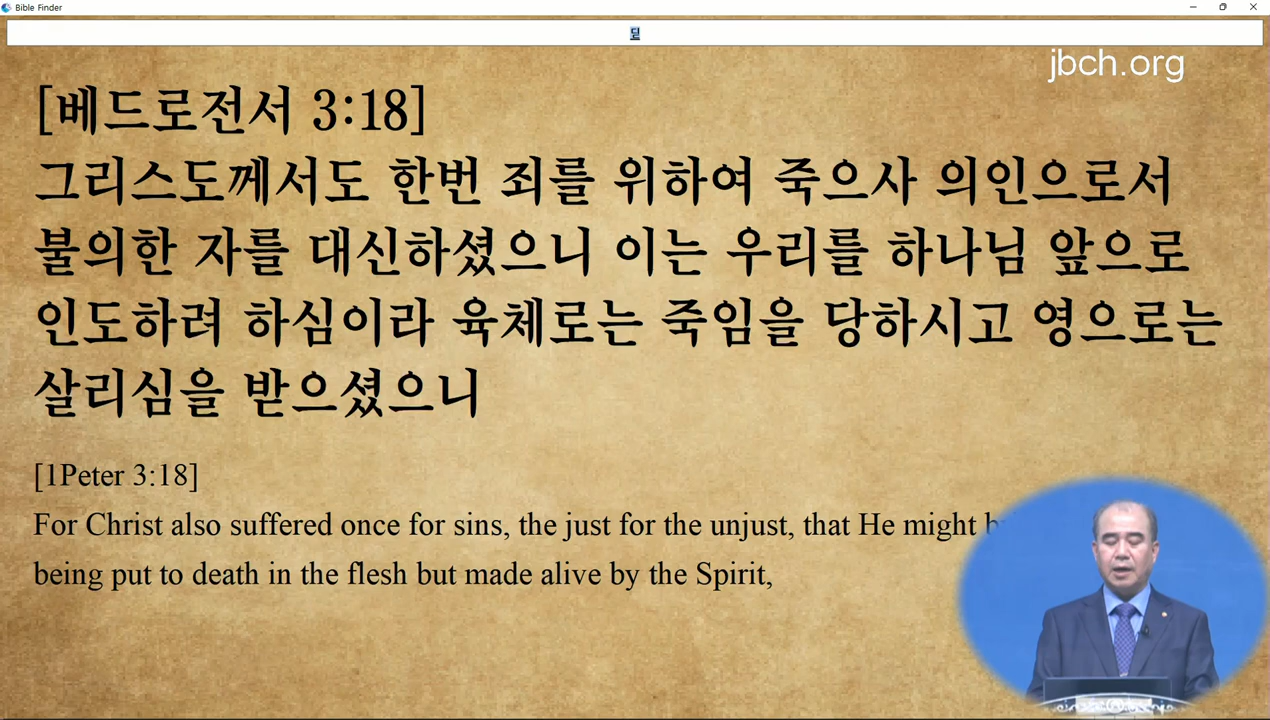 Bible Finder
딛
jbch.org
[베드로전서 3:18]
그리스도께서도 한번 죄를 위하여 죽으사 의인으로서
불의한 자를 대신하셨으니 이는 우리를 하나님 앞으로
인도하려 하심이라 육체로는 죽임을 당하시고 영으로는
살리심을 받으셨으니
[1Peter 3:18]
For Christ also suffered once for sins, the just for the unjust, that He might
being put to death in the flesh but made alive by the Spirit,